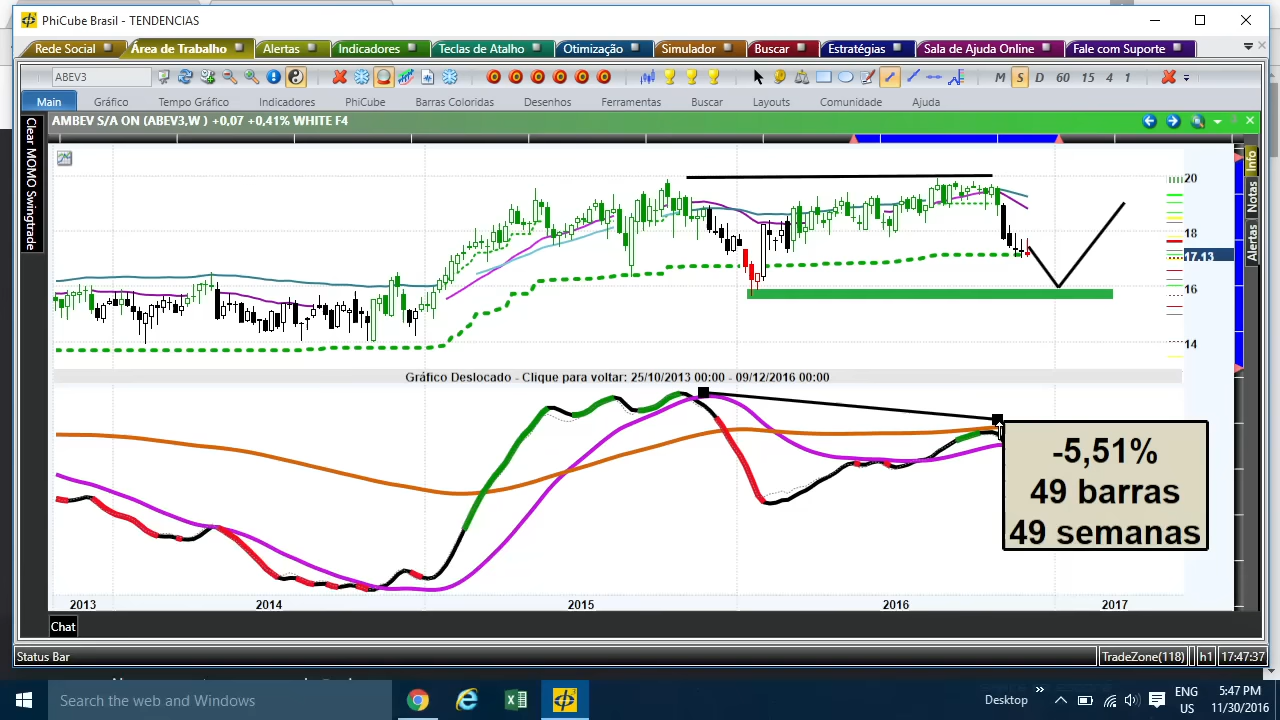 PhiCube Brasil - TENDENCIAS
Rede Social Área de Trabalho Alertas Indicadores Teclas de Atalho Otimização Simulador Buscar Estratégias Sala de Ajuda Online Fale com Suporte
ABEV3 M S D 60 15 4 1
Main Gráfico Tempo Gráfico Indicadores PhiCube Barras Coloridas Desenhos Ferramentas Buscar Layouts Comunidade Ajuda
AMBEV S/A ON (ABEV3,W ) +0,07 +0,41% WHITE F4
Clear MOMO Swingtrade
Info
Notas
Alertas
20
18
17.13
16
14
Gráfico Deslocado - Clique para voltar: 25/10/2013 00:00 - 09/12/2016 00:00
-5,51%
49 barras
49 semanas
2013 2014 2015 2016 2017
Chat
Status Bar TradeZone(118) h1 17:47:37
Search the web and Windows
Desktop
ENG
US
5:47 PM
11/30/2016